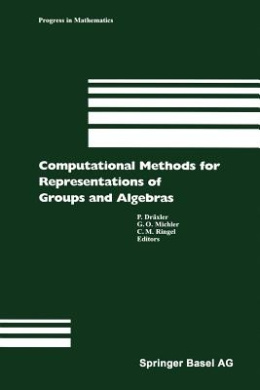 Progress in Mathematics
Computational Methods for
Representations of
Groups and Algebras
P. Dräxler
G. O. Michler
C. M. Ringel
Editors
Springer Basel AG